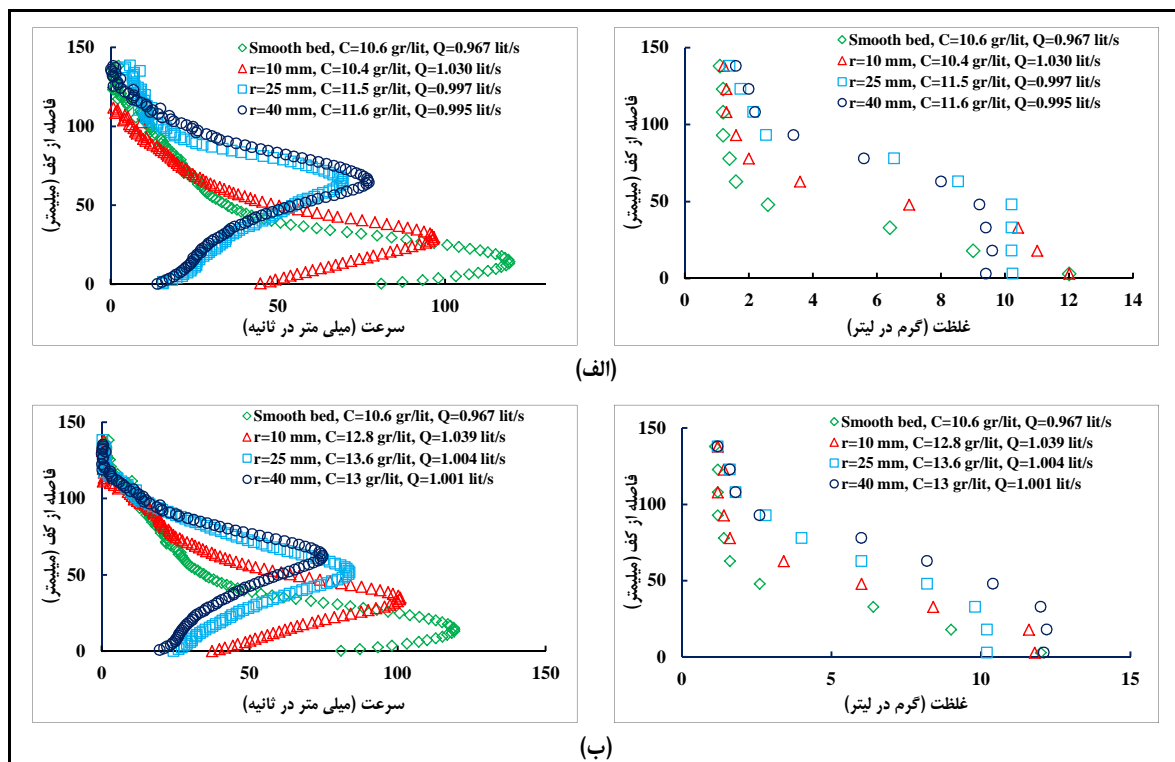 Smooth bed, C=10.6 gr/lit, Q=0.967 lit/s
r=10 mm, C=10.4 gr/lit, Q=1.030 lit/s
r=25 mm, C=11.5 gr/lit, Q=0.997 lit/s
r=40 mm, C=11.6 gr/lit, Q=0.995 lit/s
150
100
50
0
فاصله از کف (میلیمتر)
0 50 100
سرعت (میلی متر در ثانیه)
Smooth bed, C=10.6 gr/lit, Q=0.967 lit/s
r=10 mm, C=10.4 gr/lit, Q=1.030 lit/s
r=25 mm, C=11.5 gr/lit, Q=0.997 lit/s
r=40 mm, C=11.6 gr/lit, Q=0.995 lit/s
150
100
50
0
فاصله از کف (میلیمتر)
0 2 4 6 8 10 12 14
غلظت (گرم در لیتر)
(الف)
Smooth bed, C=10.6 gr/lit, Q=0.967 lit/s
r=10 mm, C=12.8 gr/lit, Q=1.039 lit/s
r=25 mm, C=13.6 gr/lit, Q=1.004 lit/s
r=40 mm, C=13 gr/lit, Q=1.001 lit/s
150
100
50
0
فاصله از کف (میلیمتر)
0 50 100 150
سرعت (میلی متر در ثانیه)
Smooth bed, C=10.6 gr/lit, Q=0.967 lit/s
r=10 mm, C=12.8 gr/lit, Q=1.039 lit/s
r=25 mm, C=13.6 gr/lit, Q=1.004 lit/s
r=40 mm, C=13 gr/lit, Q=1.001 lit/s
150
100
50
0
فاصله از کف (میلیمتر)
0 5 10 15
غلظت (گرم در لیتر)
(ب)